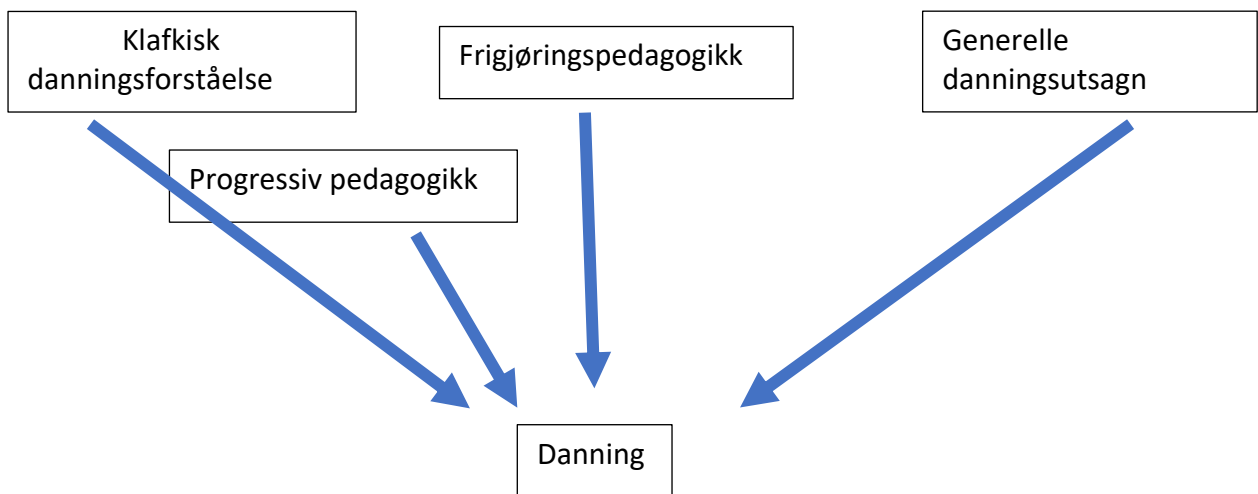 Klafkisk
danningsforståelse
Frigjøringspedagogikk
Generelle
danningsutsagn
Progressiv pedagogikk
Danning